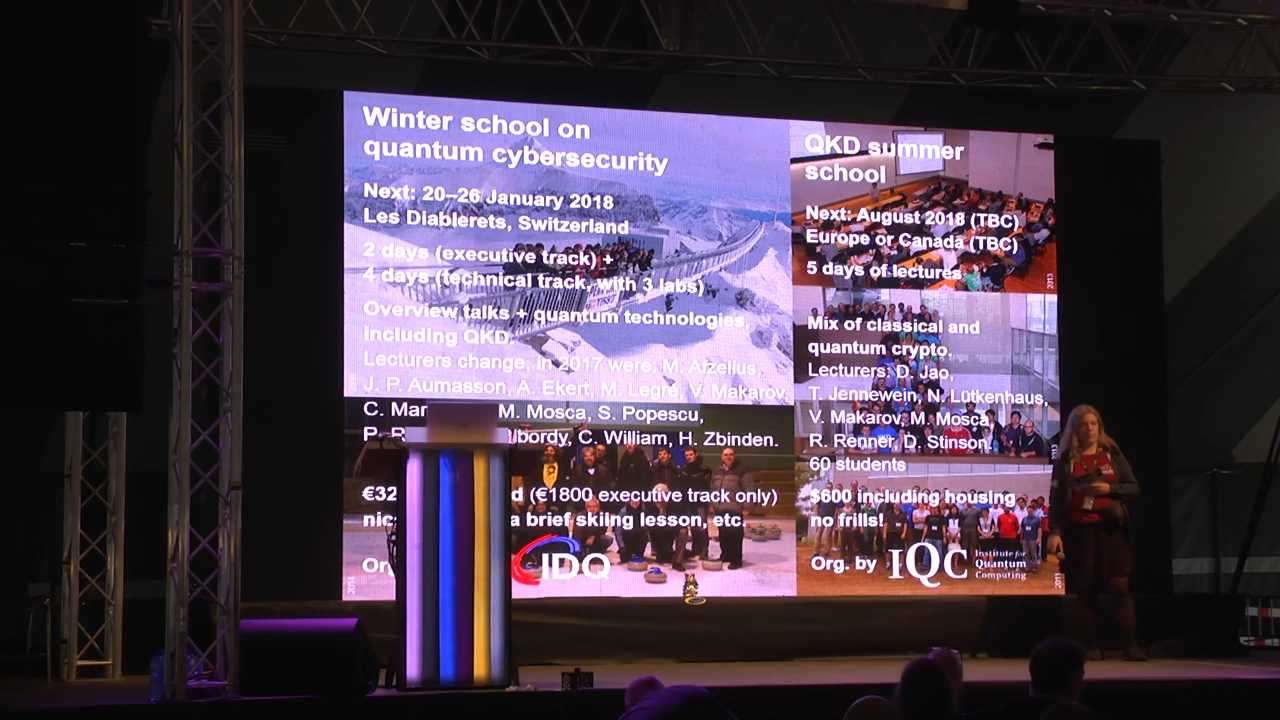 Winter school on
quantum cybersecurity
Next: 20–26 January 2018
Les Diablerets, Switzerland
2 days (executive track) +
4 days (technical track, with 3 labs)
Overview talks + quantum technologies,
including QKD.
Lecturers change, in 2017 were: M. Afzelius,
J. P. Aumasson, A. Ekert, M. Legré, V. Makarov,
C. Mar M. Mosca, S. Popescu,
C. William, H. Zbinden.
€32 (€1800 executive track only)
a brief skiing lesson, etc.
IDQ
2014
QKD summer
school
Next: August 2018 (TBC)
Europe or Canada (TBC)
5 days of lectures
2013
Mix of classical and
quantum crypto.
Lecturers: D. Jao,
T. Jennewein, N. Lütkenhaus,
V. Makarov, M. Mosca,
R. Renner, D. Stinson.
60 students
$600 including housing
no frills!
Org. by IQC Institute for
Quantum
Computing
2011